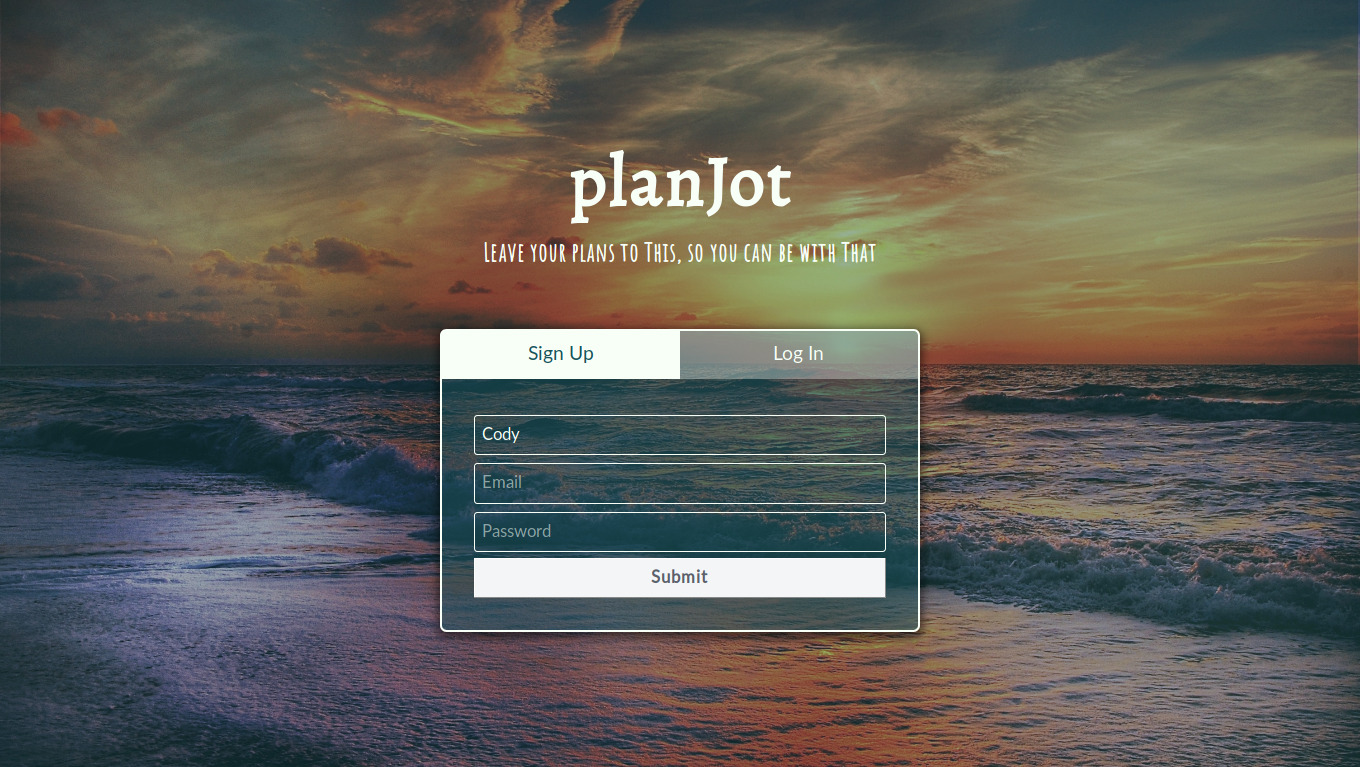 planJot
Leave your plans to This, so you can be with That
Sign Up
Log In
Cody
Email
Password
Submit